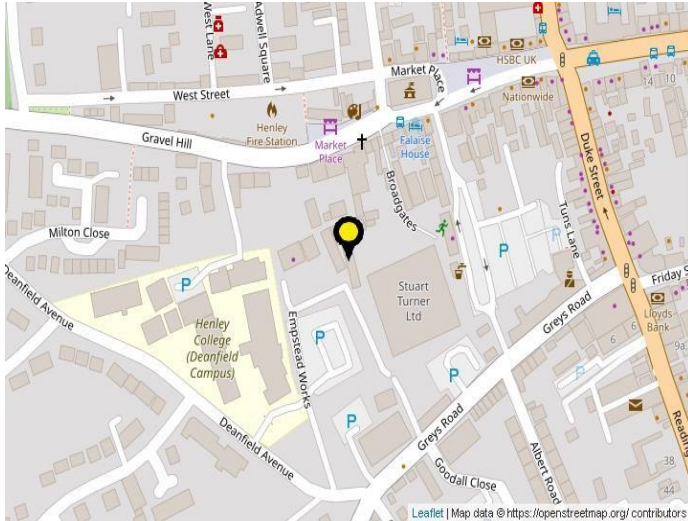 West Lane
Adwell Square
HSBC UK
Market Place
West Street
Nationwide
14
10
Gravel Hill
Henley
Fire Station
Market
Place
Falaise
House
Duke Street
Broadgates
Tuns Lane
Milton Close
P
P
Friday S
Deanfield Avenue
P
Stuart
Turner
Ltd
Greys Road
Lloyds
Bank
Henley
College
(Deanfield
Campus)
Empstead Works
P
6
6
9a
P
P
P
Greys Road
Deanfield Avenue
Albert Road
Reading
Goodall Close
38
44
Leaflet | Map data © https://openstreetmap.org/ contributors